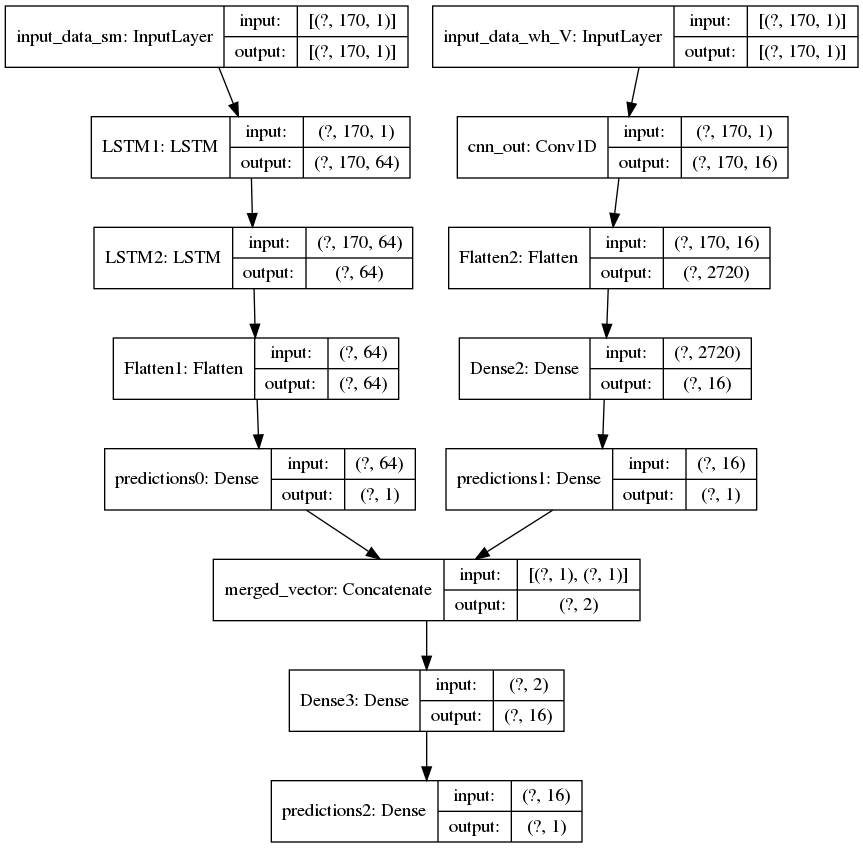 input_data_sm: InputLayer
input: [(?, 170, 1)]
output: [(?, 170, 1)]
input_data_wh_V: InputLayer
input: [(?, 170, 1)]
output: [(?, 170, 1)]
LSTM1: LSTM
input: (?, 170, 1)
output: (?, 170, 64)
cnn_out: Conv1D
input: (?, 170, 1)
output: (?, 170, 16)
LSTM2: LSTM
input: (?, 170, 64)
output: (?, 64)
Flatten2: Flatten
input: (?, 170, 16)
output: (?, 2720)
Flatten1: Flatten
input: (?, 64)
output: (?, 64)
Dense2: Dense
input: (?, 2720)
output: (?, 16)
predictions0: Dense
input: (?, 64)
output: (?, 1)
predictions1: Dense
input: (?, 16)
output: (?, 1)
merged_vector: Concatenate
input: [(?, 1), (?, 1)]
output: (?, 2)
Dense3: Dense
input: (?, 2)
output: (?, 16)
predictions2: Dense
input: (?, 16)
output: (?, 1)